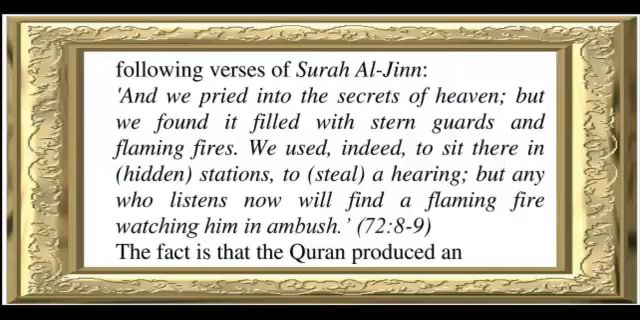 following verses of Surah Al-Jinn:
'And we pried into the secrets of heaven; but
we found it filled with stern guards and
flaming fires. We used, indeed, to sit there in
(hidden) stations, to (steal) a hearing; but any
who listens now will find a flaming fire
watching him in ambush.’ (72:8-9)
The fact is that the Quran produced an